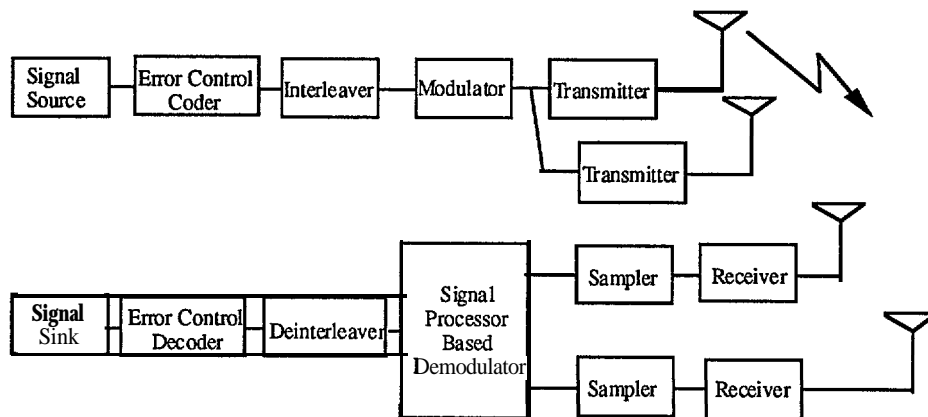 Signal
Source
Error Control
Coder
Interleaver
Modulator
Transmitter
Transmitter
Signal
Sink
Error Control
Decoder
Deinterleaver
Signal
Processor
Based
Demodulator
Sampler
Receiver
Sampler
Receiver